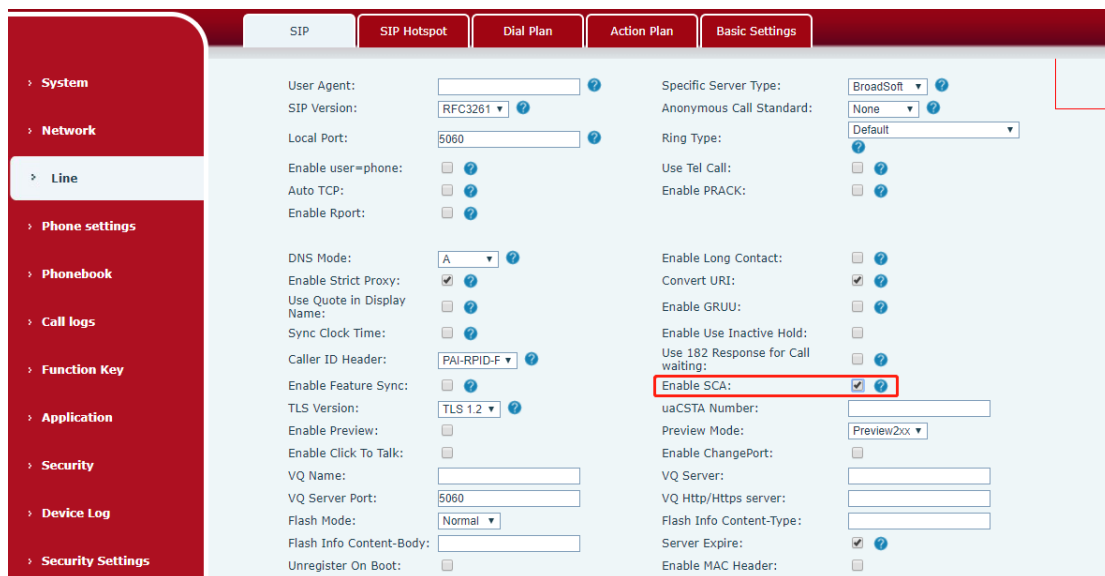 SIP
SIP Hotspot
Dial Plan
Action Plan
Basic Settings
› System
› Network
› Line
› Phone settings
› Phonebook
› Call logs
› Function Key
› Application
› Security
› Device Log
› Security Settings
User Agent: ?
Specific Server Type: BroadSoft ▼ ?
SIP Version: RFC3261 ▼ ?
Anonymous Call Standard: None ▼ ?
Local Port: 5060 ?
Ring Type: Default ▼
?
Enable user=phone: ?
Use Tel Call: ?
Auto TCP: ?
Enable PRACK: ?
Enable Rport: ?
DNS Mode: A ▼ ?
Enable Long Contact: ?
Enable Strict Proxy: ?
Convert URI: ?
Use Quote in Display
Name: ?
Enable GRUU: ?
Sync Clock Time: ?
Enable Use Inactive Hold:
Caller ID Header: PAI-RPID-F ▼ ?
Use 182 Response for Call
waiting: ?
Enable Feature Sync: ?
Enable SCA: ?
TLS Version: TLS 1.2 ▼ ?
uaCSTA Number:
Enable Preview:
Preview Mode: Preview2xx ▼
Enable Click To Talk:
Enable ChangePort:
VQ Name:
VQ Server:
VQ Server Port: 5060
VQ Http/Https server:
Flash Mode: Normal ▼
Flash Info Content-Type:
Flash Info Content-Body:
Server Expire: ?
Unregister On Boot:
Enable MAC Header: